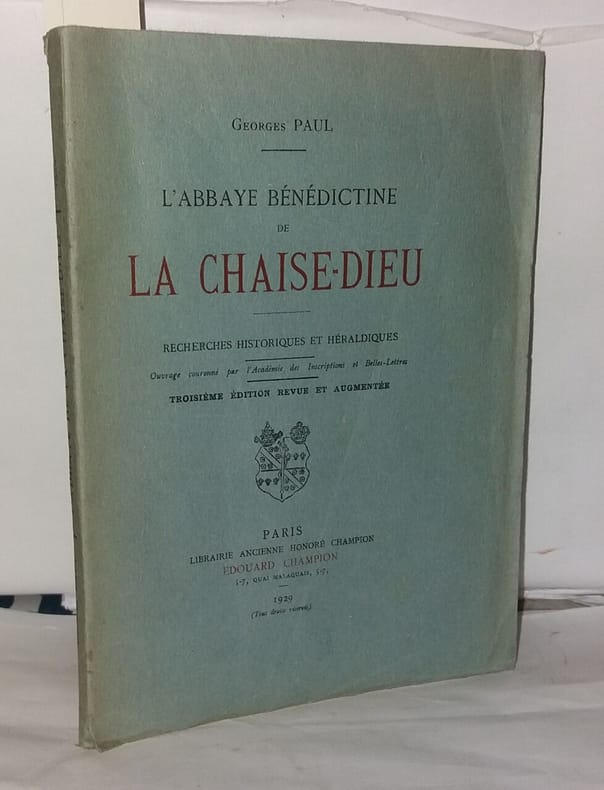 Georges PAUL
L'ABBAYE BÉNÉDICTINE
DE
LA CHAISE-DIEU
RECHERCHES HISTORIQUES ET HÉRALDIQUES
Ouvrage couronné par l'Académie des Inscriptions et Belles-Lettres
TROISIÈME ÉDITION REVUE ET AUGMENTÉE
PARIS
LIBRAIRIE ANCIENNE HONORÉ CHAMPION
EDOUARD CHAMPION
5-7, QUAI MALAQUAIS, 5-7,
1929
(Tous droits réservés)